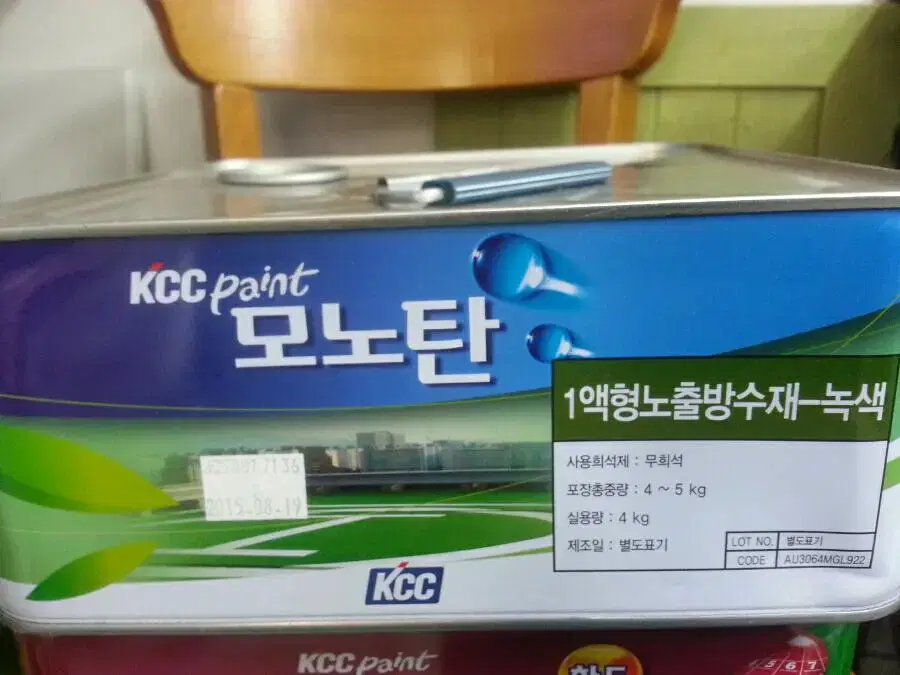 KCC paint
모노탄
1액형노출방수재-녹색
사용희석제 : 무희석
포장총중량 : 4 ~ 5 kg
실용량 : 4 kg
제조일 : 별도표기
LOT NO. 별도표기
CODE AU3064MGL922
2015.08.19
KCC
KCC paint
5 6 7